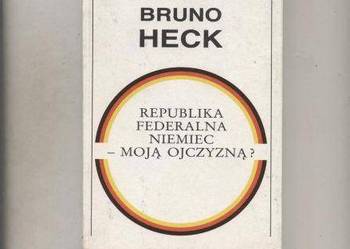 BRUNO
HECK
REPUBLIKA
FEDERALNA
NIEMIEC
– MOJĄ OJCZYZNĄ?